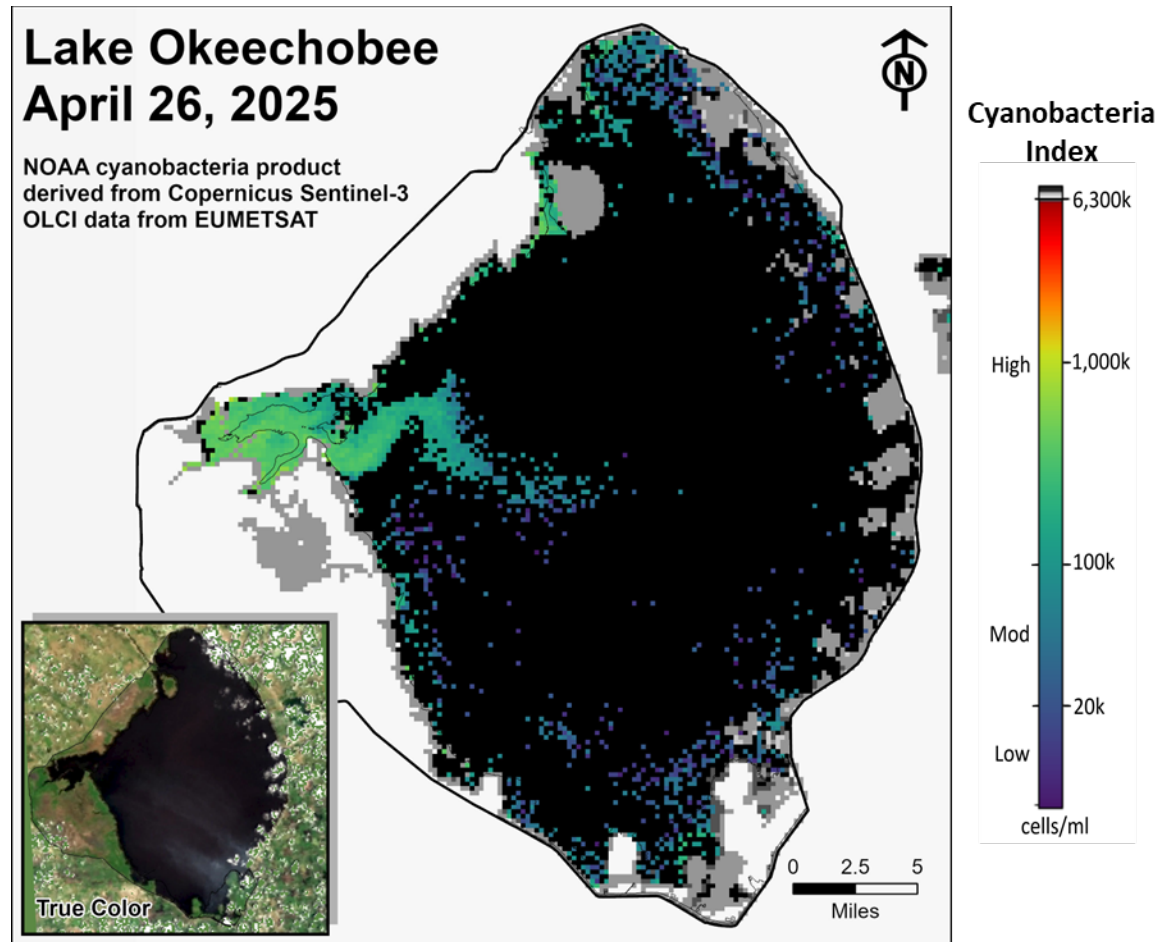 Lake Okeechobee
April 26, 2025
NOAA cyanobacteria product
derived from Copernicus Sentinel-3
OLCI data from EUMETSAT
N
Cyanobacteria
Index
6,300k
High
1,000k
100k
Mod
20k
Low
cells/ml
True Color
0 2.5 5
Miles